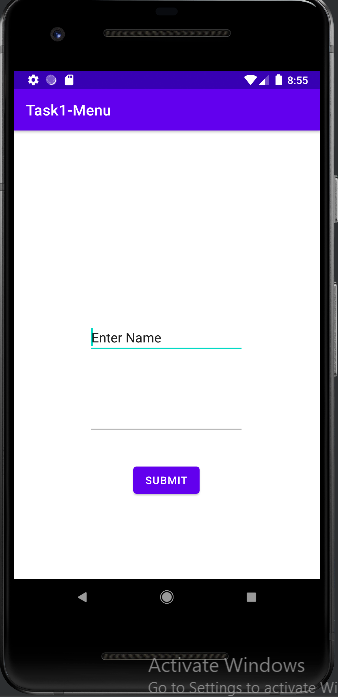 8:55
Task1-Menu
Enter Name
SUBMIT
Activate Windows
Go to Settings to activate Wi